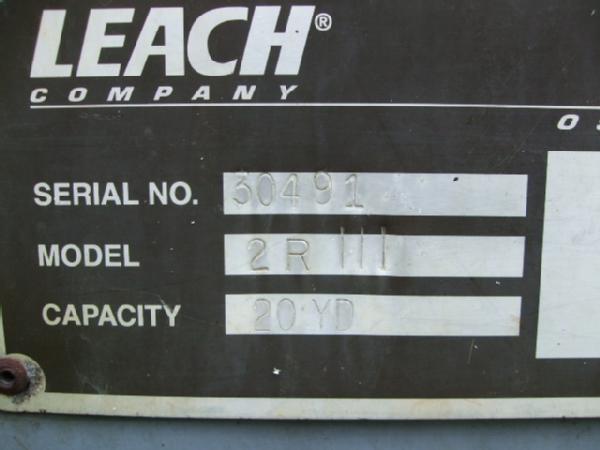 LEACH®
COMPANY
SERIAL NO. 30491
MODEL 2R III
CAPACITY 20 YD